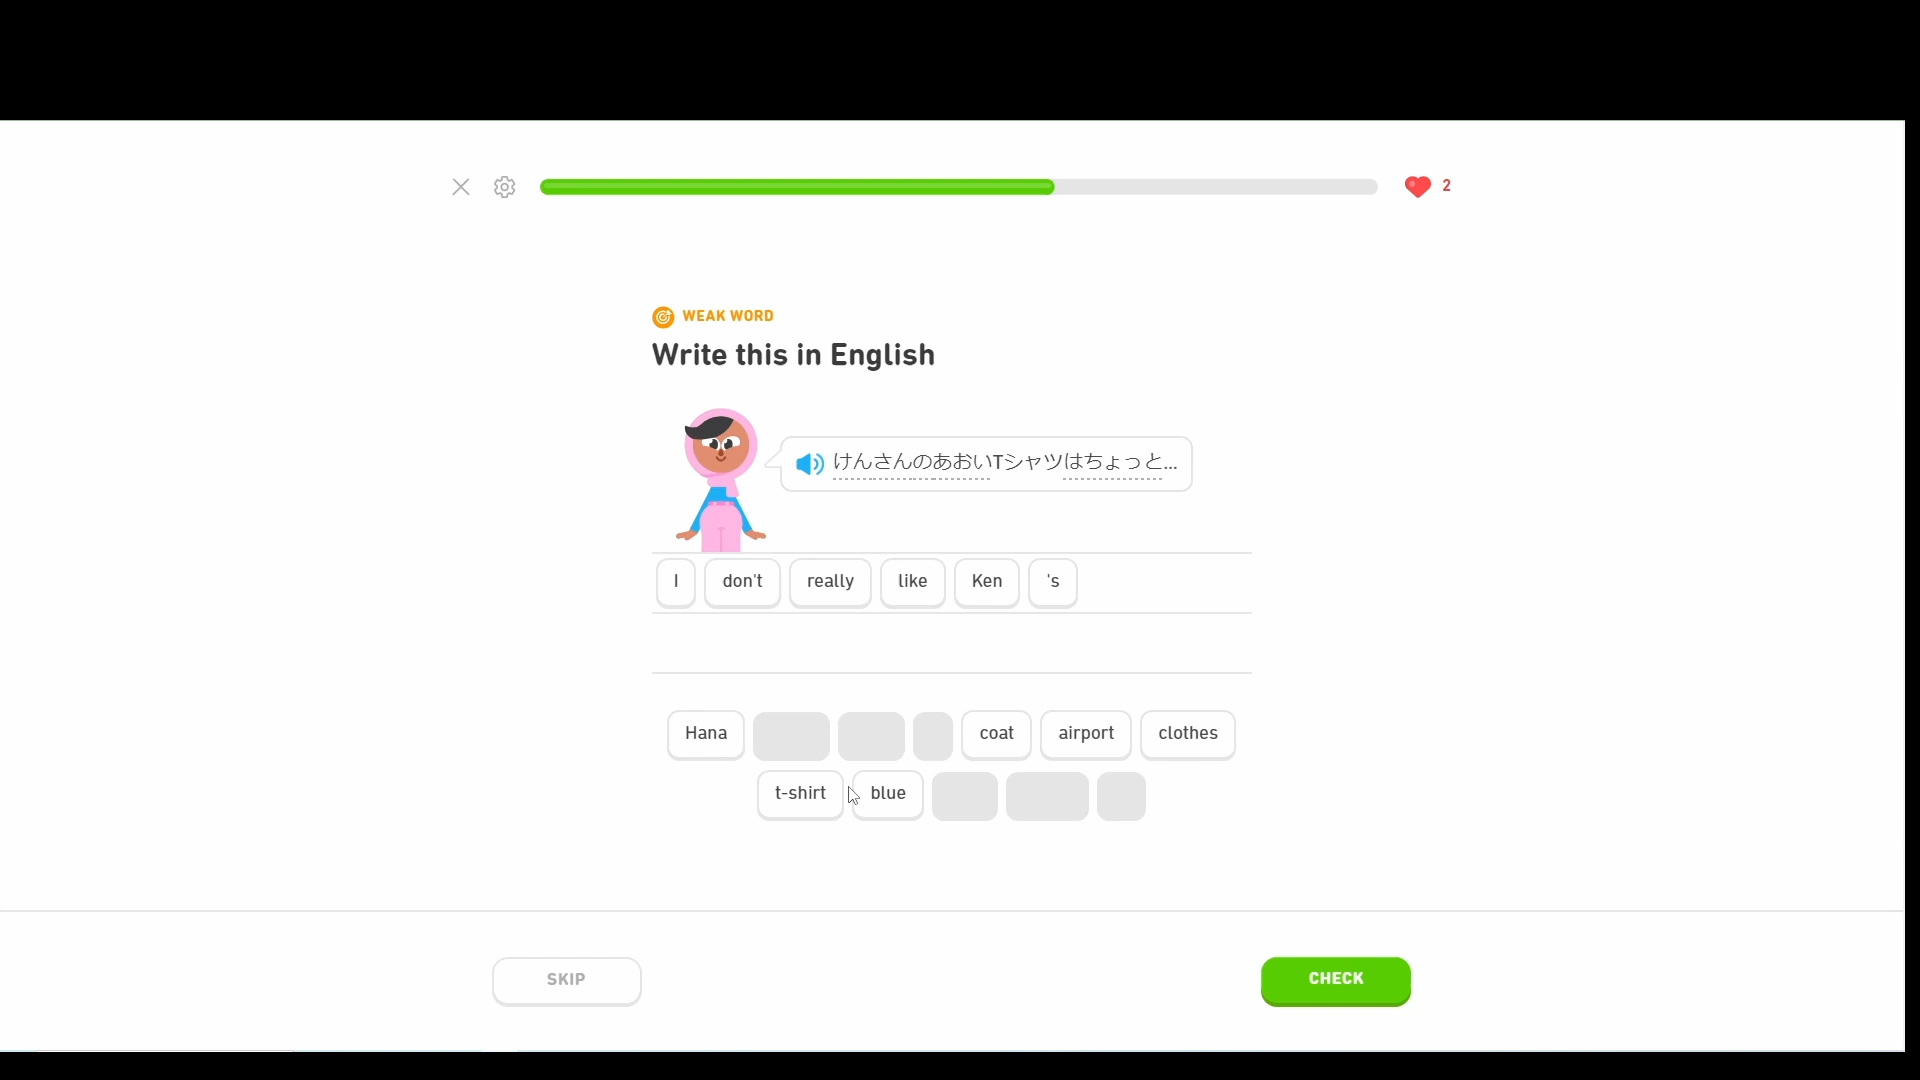 2
WEAK WORD
Write this in English
けんさんのあおいTシャツはちょっと...
I don't really like Ken 's
Hana coat airport clothes
t-shirt blue
SKIP CHECK